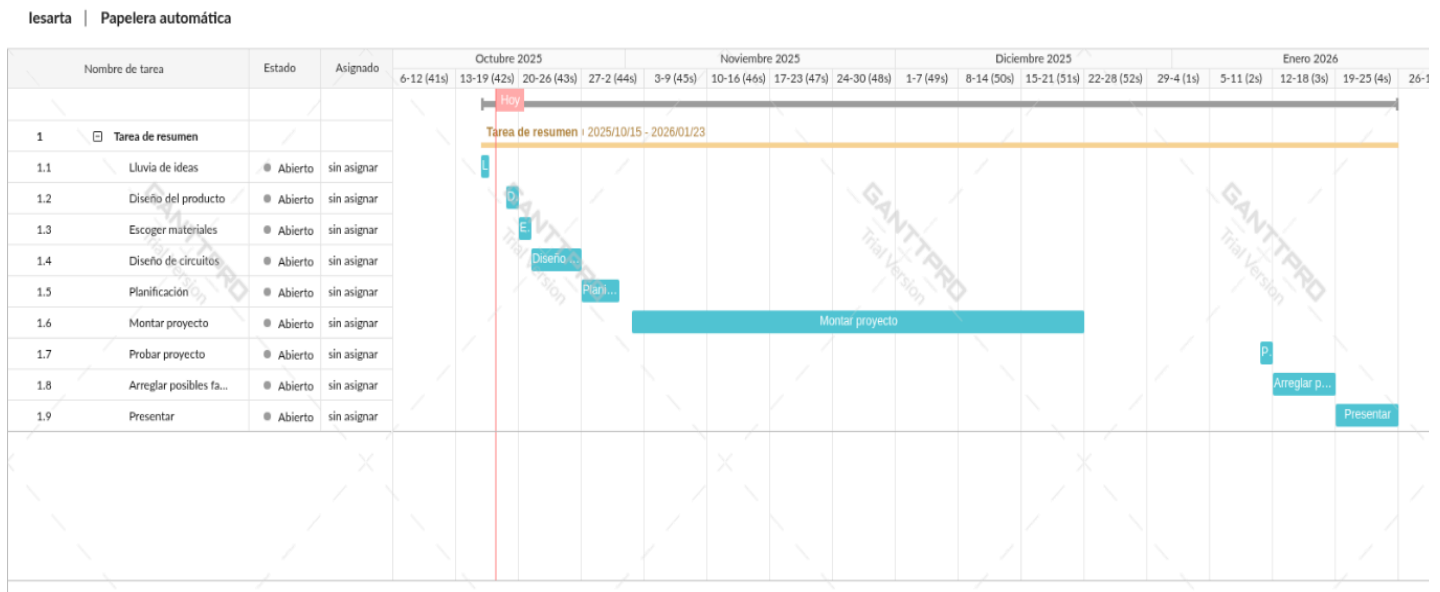 Iesarta | Papelera automática
Nombre de tarea Estado Asignado
Octubre 2025 Noviembre 2025 Diciembre 2025 Enero 2026
6-12 (41s) 13-19 (42s) 20-26 (43s) 27-2 (44s) 3-9 (45s) 10-16 (46s) 17-23 (47s) 24-30 (48s) 1-7 (49s) 8-14 (50s) 15-21 (51s) 22-28 (52s) 29-4 (1s) 5-11 (2s) 12-18 (3s) 19-25 (4s) 26-1
Hoy
1 Tarea de resumen Tarea de resumen 2025/10/15 - 2026/01/23
1.1 Lluvia de ideas Abierto sin asignar L
1.2 Diseño del producto Abierto sin asignar D.
1.3 Escoger materiales Abierto sin asignar E.
1.4 Diseño de circuitos Abierto sin asignar Diseño c...
1.5 Planificación Abierto sin asignar Plani...
1.6 Montar proyecto Abierto sin asignar Montar proyecto
1.7 Probar proyecto Abierto sin asignar P.
1.8 Arreglar posibles fa... Abierto sin asignar Arreglar p...
1.9 Presentar Abierto sin asignar Presentar
GANTTPRO
Trial Version
GANTTPRO
Trial Version
GANTTPRO
Trial Version
GANTTPRO
Trial Version